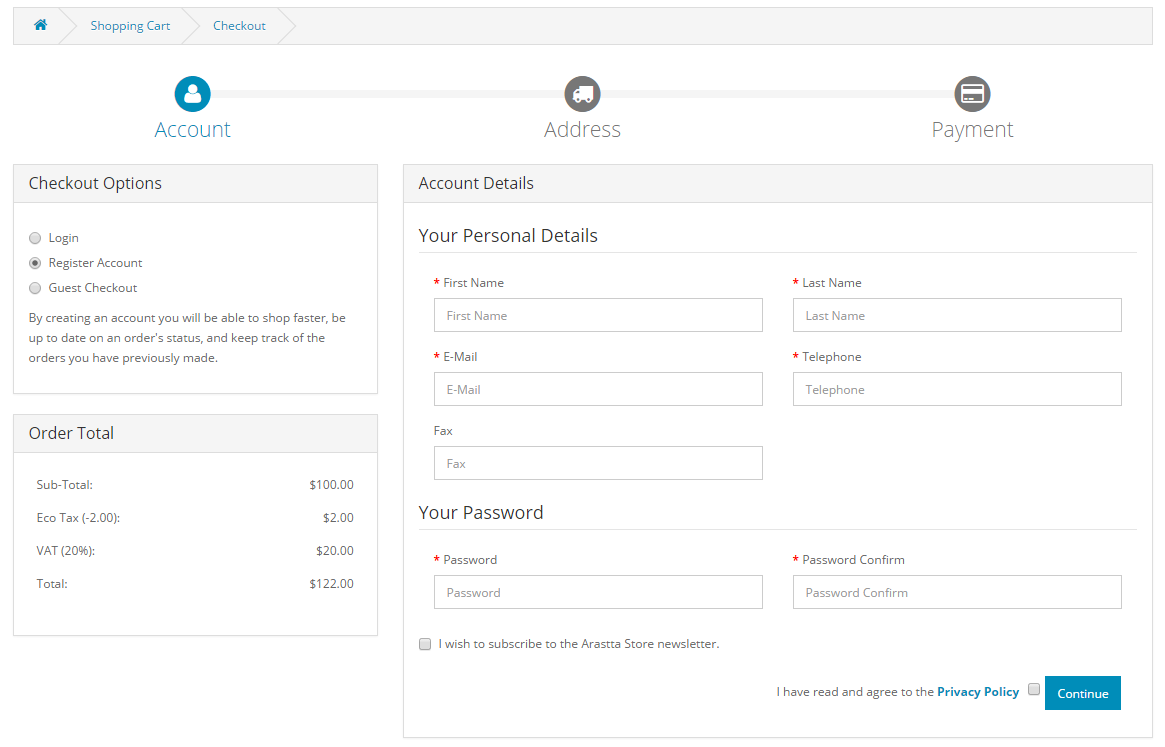 Shopping Cart Checkout
Account Address Payment
Checkout Options
Login
Register Account
Guest Checkout
By creating an account you will be able to shop faster, be
up to date on an order's status, and keep track of the
orders you have previously made.
Order Total
Sub-Total: $100.00
Eco Tax (-2.00): $2.00
VAT (20%): $20.00
Total: $122.00
Account Details
Your Personal Details
* First Name * Last Name
First Name Last Name
* E-Mail * Telephone
E-Mail Telephone
Fax
Fax
Your Password
* Password * Password Confirm
Password Password Confirm
I wish to subscribe to the Arastta Store newsletter.
I have read and agree to the Privacy Policy Continue